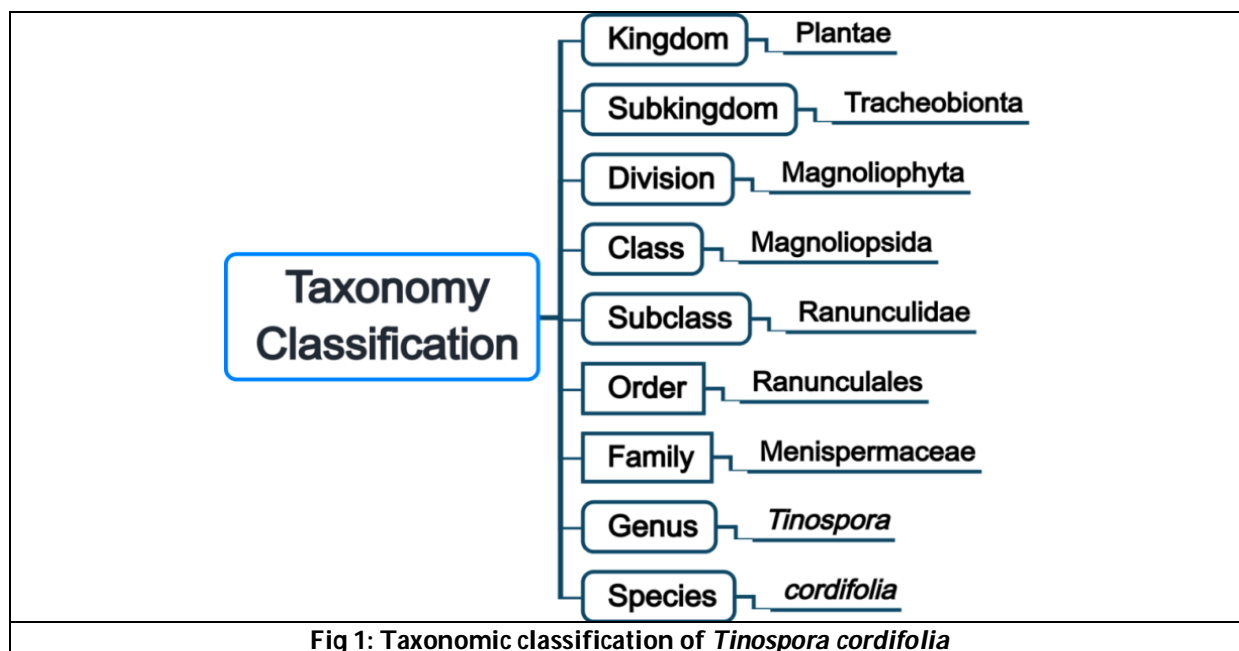 Kingdom Plantae
Subkingdom Tracheobionta
Division Magnoliophyta
Class Magnoliopsida
Taxonomy
Classification
Subclass Ranunculidae
Order Ranunculales
Family Menispermaceae
Genus Tinospora
Species cordifolia
Fig 1: Taxonomic classification of Tinospora cordifolia